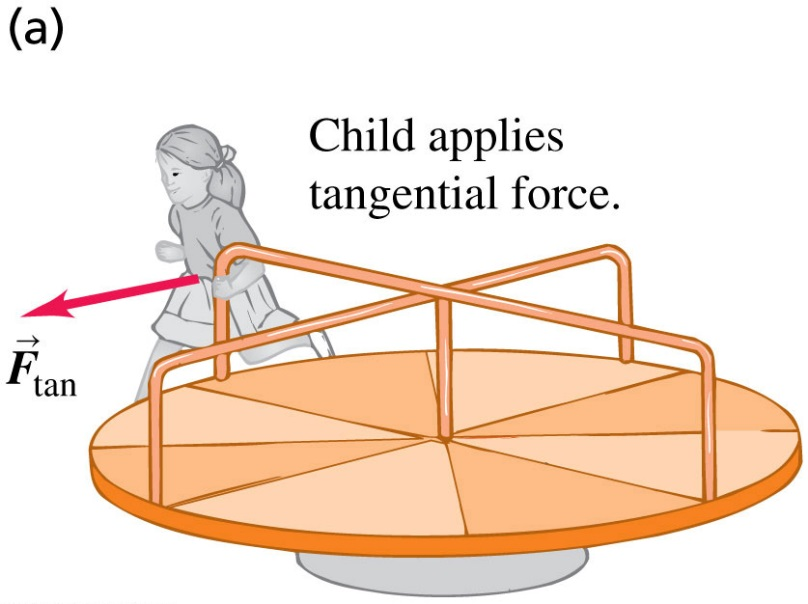 (a)
Child applies
tangential force.
F⃗tan